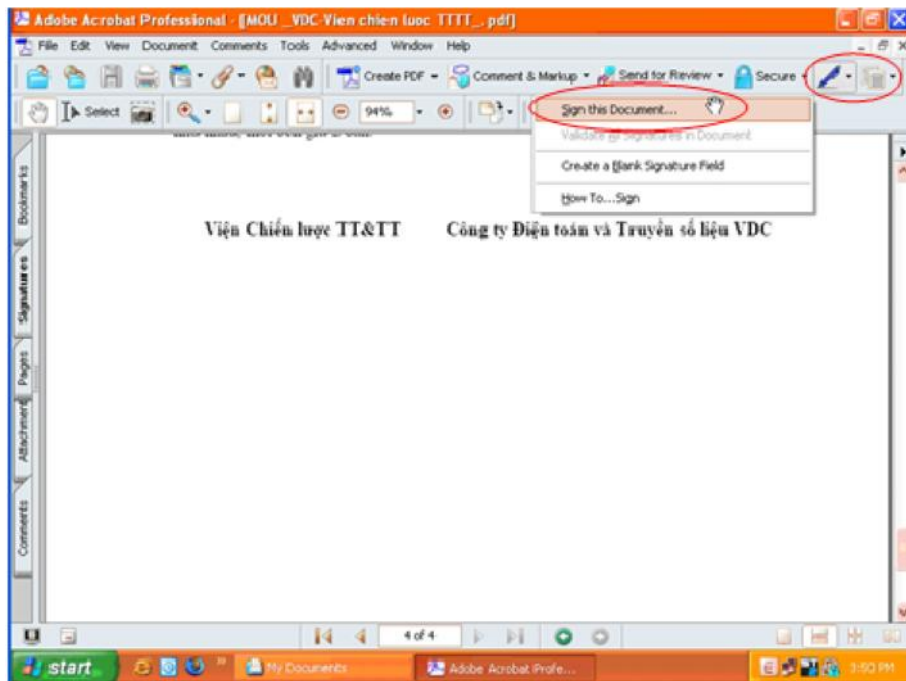 Adobe Acrobat Professional - [MOU _VDC-Vien chien luoc TTTT_.pdf]
File Edit View Document Comments Tools Advanced Window Help
Create PDF Comment & Markup Send for Review Secure
Select 94%
Sign this Document...
Validate All Signatures in Document
Create a Blank Signature Field
How To...Sign
Viện Chiến lược TT&TT Công ty Điện toán và Truyền số liệu VDC
Bookmarks
Signatures
Pages
Attachment
Comments
4 of 4
start My Documents Adobe Acrobat Profe... 3:50 PM